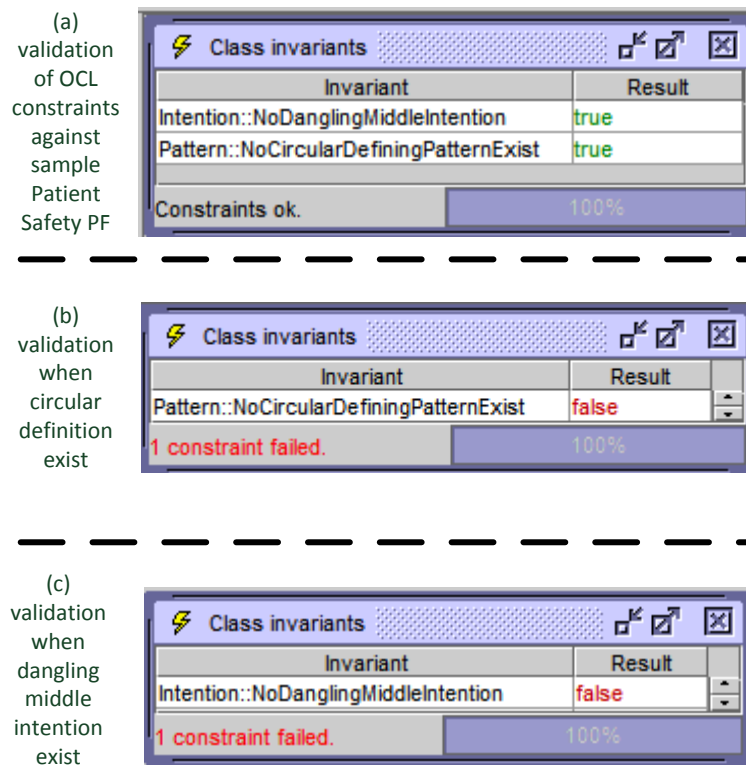 (a)
validation
of OCL
constraints
against
sample
Patient
Safety PF
Class invariants
Invariant Result
Intention::NoDanglingMiddleIntention true
Pattern::NoCircularDefiningPatternExist true
Constraints ok. 100%
(b)
validation
when
circular
definition
exist
Class invariants
Invariant Result
Pattern::NoCircularDefiningPatternExist false
1 constraint failed. 100%
(c)
validation
when
dangling
middle
intention
exist
Class invariants
Invariant Result
Intention::NoDanglingMiddleIntention false
1 constraint failed. 100%